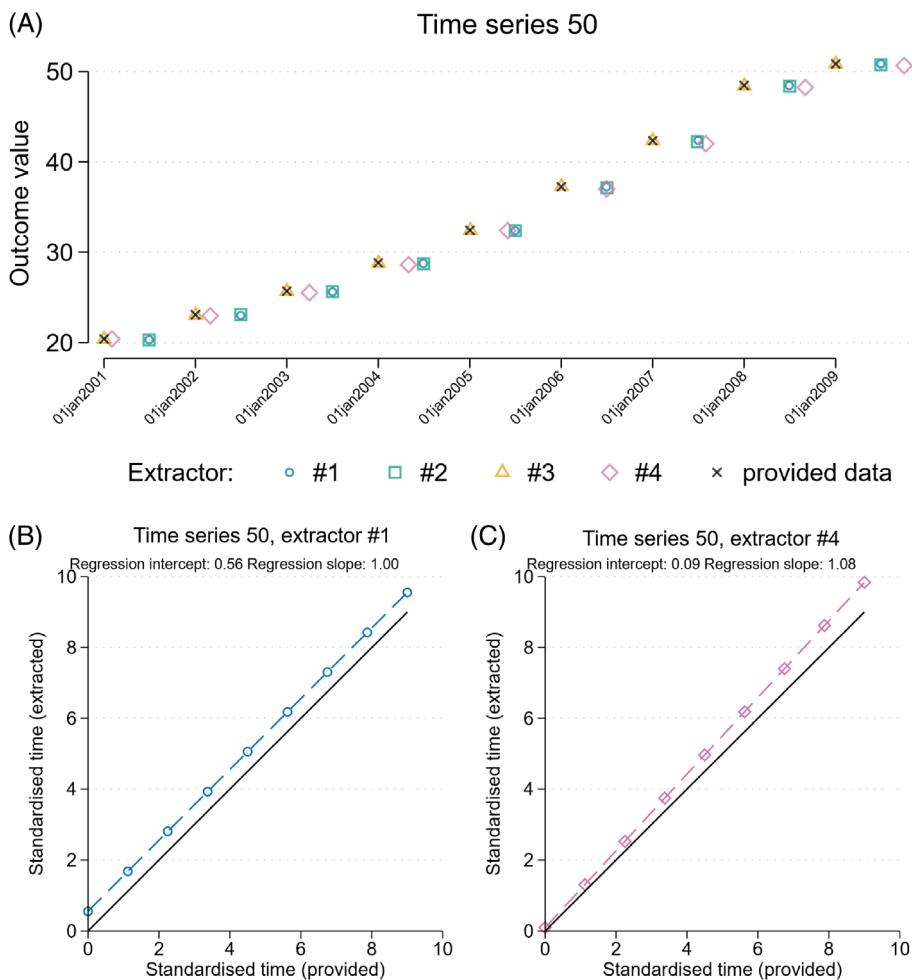 (A)
Time series 50
Outcome value
50
40
30
20
01jan2001
01jan2002
01jan2003
01jan2004
01jan2005
01jan2006
01jan2007
01jan2008
01jan2009
Extractor: #1 #2 #3 #4 provided data
(B)
Time series 50, extractor #1
Regression intercept: 0.56 Regression slope: 1.00
Standardised time (extracted)
10
8
6
4
2
0
0 2 4 6 8 10
Standardised time (provided)
(C)
Time series 50, extractor #4
Regression intercept: 0.09 Regression slope: 1.08
Standardised time (extracted)
10
8
6
4
2
0
0 2 4 6 8 10
Standardised time (provided)